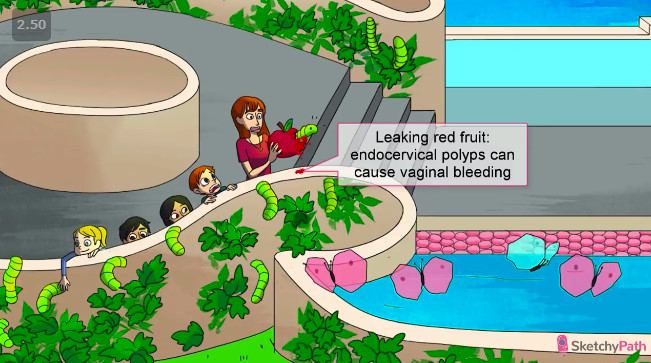 2.50
Leaking red fruit:
endocervical polyps can
cause vaginal bleeding
SketchyPath